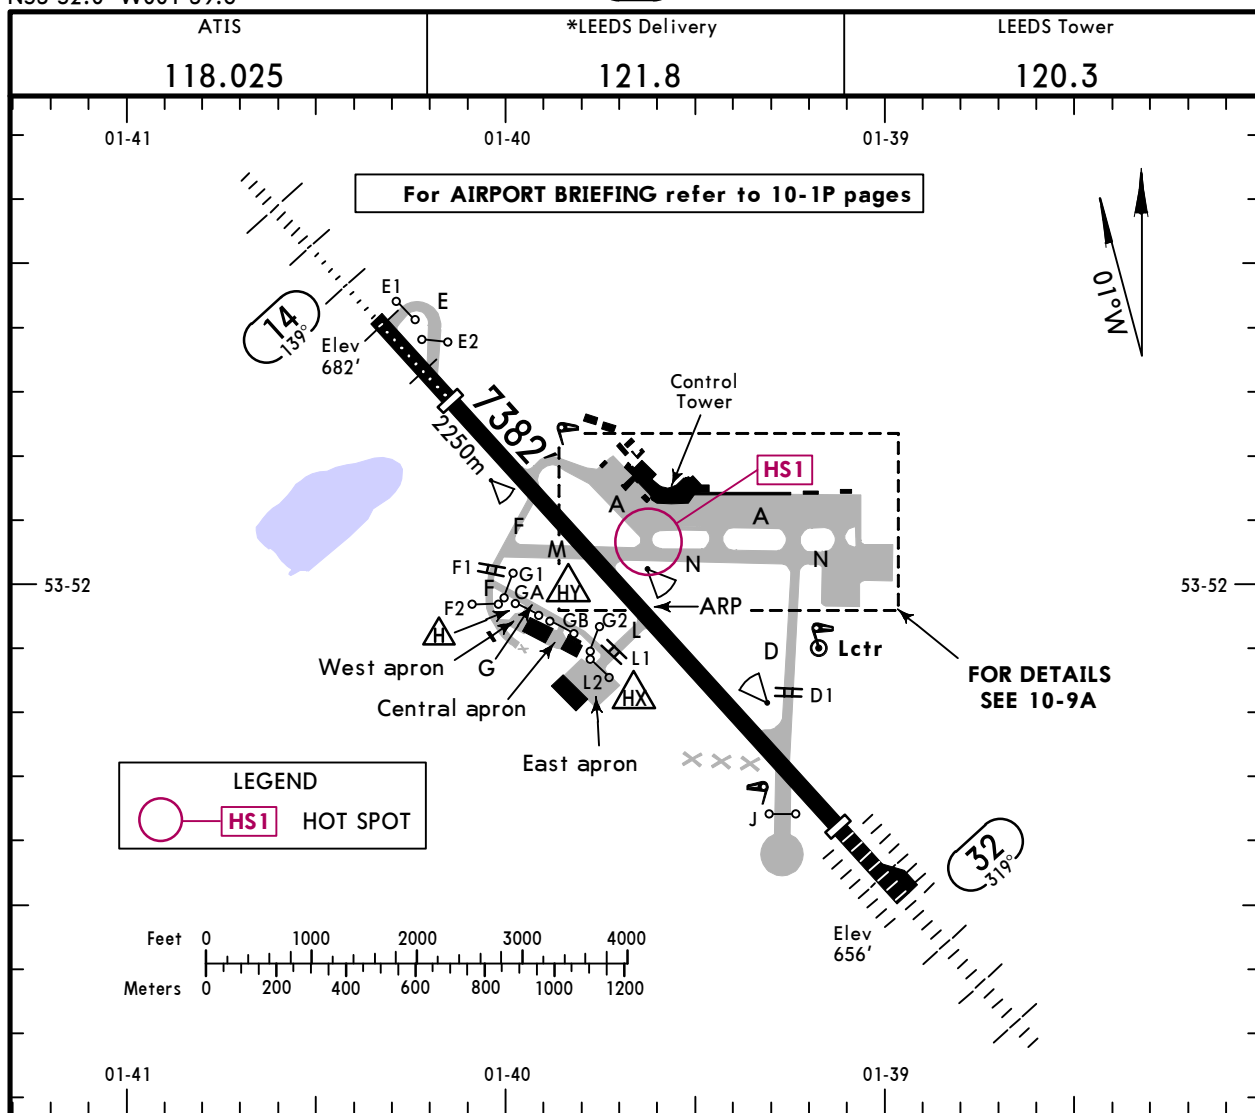 ATIS
*LEEDS Delivery
LEEDS Tower
118.025
121.8
120.3
01-41
01-40
01-39
For AIRPORT BRIEFING refer to 10-1P pages
01°W
E1
E
14
139°
E2
Elev
682'
Control
Tower
7382'
2250m
HS1
A
A
F
M
N
N
F1
G1
53-52
53-52
F
GA
HY
F2
GB
G2
ARP
H
L
D
Lctr
West apron
G
L1
L2
HX
FOR DETAILS
SEE 10-9A
D1
Central apron
East apron
LEGEND
HS1
HOT SPOT
J
32
319°
Elev
656'
Feet 0 1000 2000 3000 4000
Meters 0 200 400 600 800 1000 1200
01-41
01-40
01-39